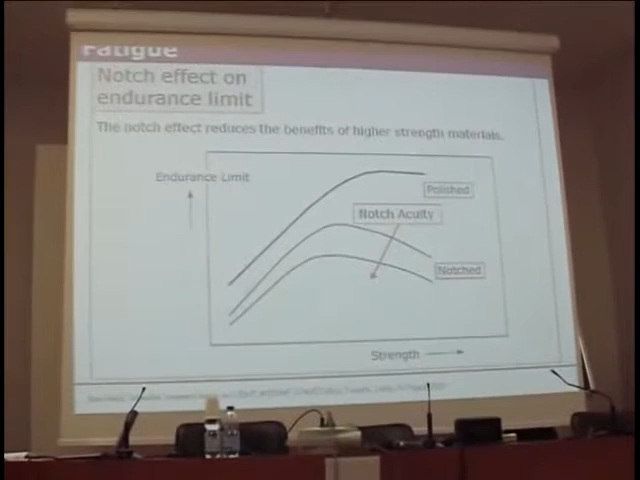 Fatigue
Notch effect on
endurance limit
The notch effect reduces the benefits of higher strength materials.
Endurance Limit
Polished
Notch Acuity
Notched
Strength